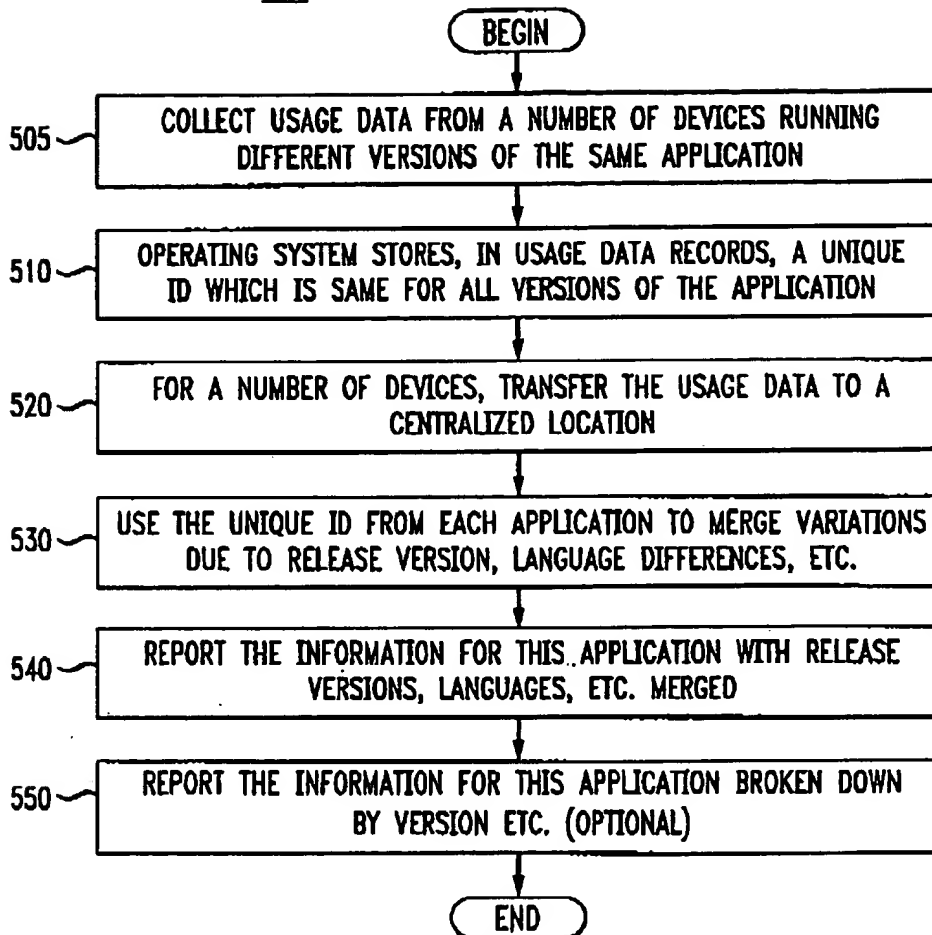 BEGIN
505
COLLECT USAGE DATA FROM A NUMBER OF DEVICES RUNNING
DIFFERENT VERSIONS OF THE SAME APPLICATION
510
OPERATING SYSTEM STORES, IN USAGE DATA RECORDS, A UNIQUE
ID WHICH IS SAME FOR ALL VERSIONS OF THE APPLICATION
520
FOR A NUMBER OF DEVICES, TRANSFER THE USAGE DATA TO A
CENTRALIZED LOCATION
530
USE THE UNIQUE ID FROM EACH APPLICATION TO MERGE VARIATIONS
DUE TO RELEASE VERSION, LANGUAGE DIFFERENCES, ETC.
540
REPORT THE INFORMATION FOR THIS APPLICATION WITH RELEASE
VERSIONS, LANGUAGES, ETC. MERGED
550
REPORT THE INFORMATION FOR THIS APPLICATION BROKEN DOWN
BY VERSION ETC. (OPTIONAL)
END